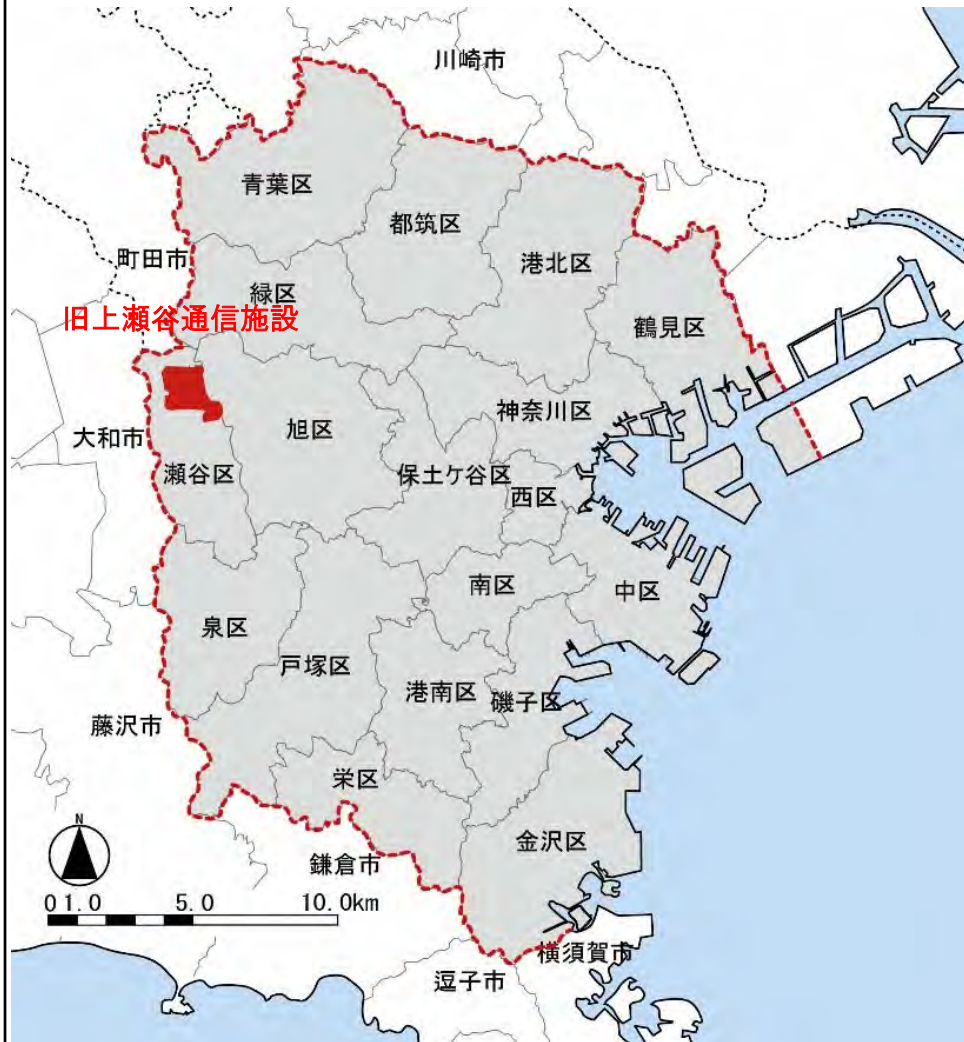 川崎市
青葉区
都筑区
港北区
町田市
緑区
旧上瀬谷通信施設
鶴見区
神奈川区
大和市
旭区
瀬谷区
保土ケ谷区
西区
南区
中区
泉区
戸塚区
港南区
磯子区
藤沢市
栄区
N
金沢区
鎌倉市
0 1.0 5.0 10.0km
横須賀市
逗子市